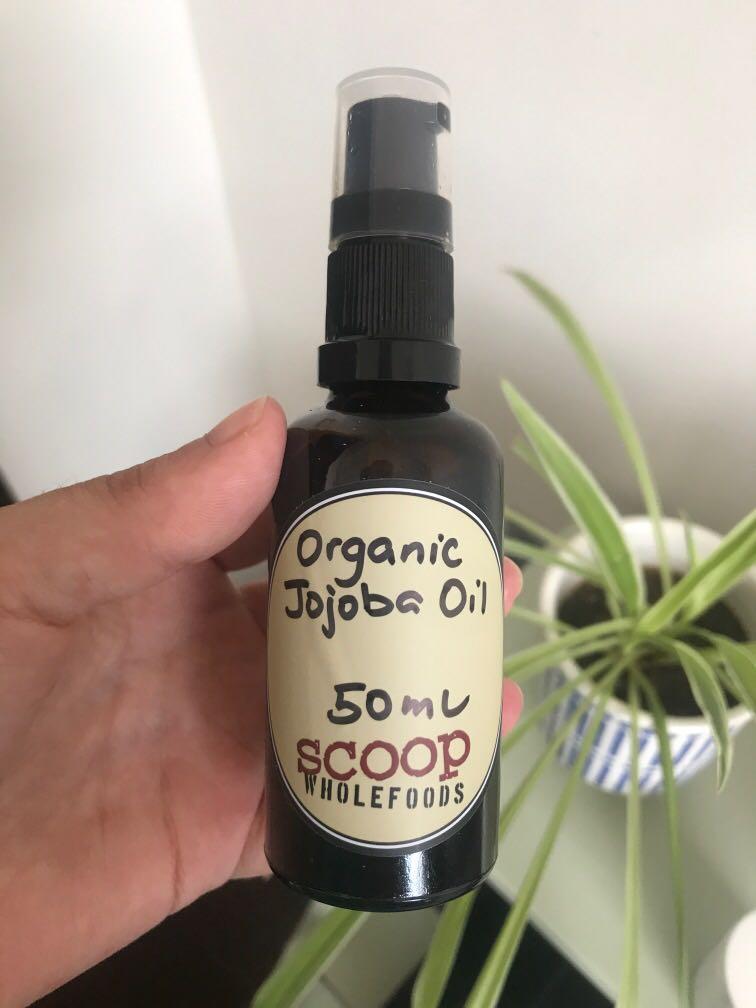 Organic
Jojoba Oil
50mL
SCOOP
WHOLEFOODS